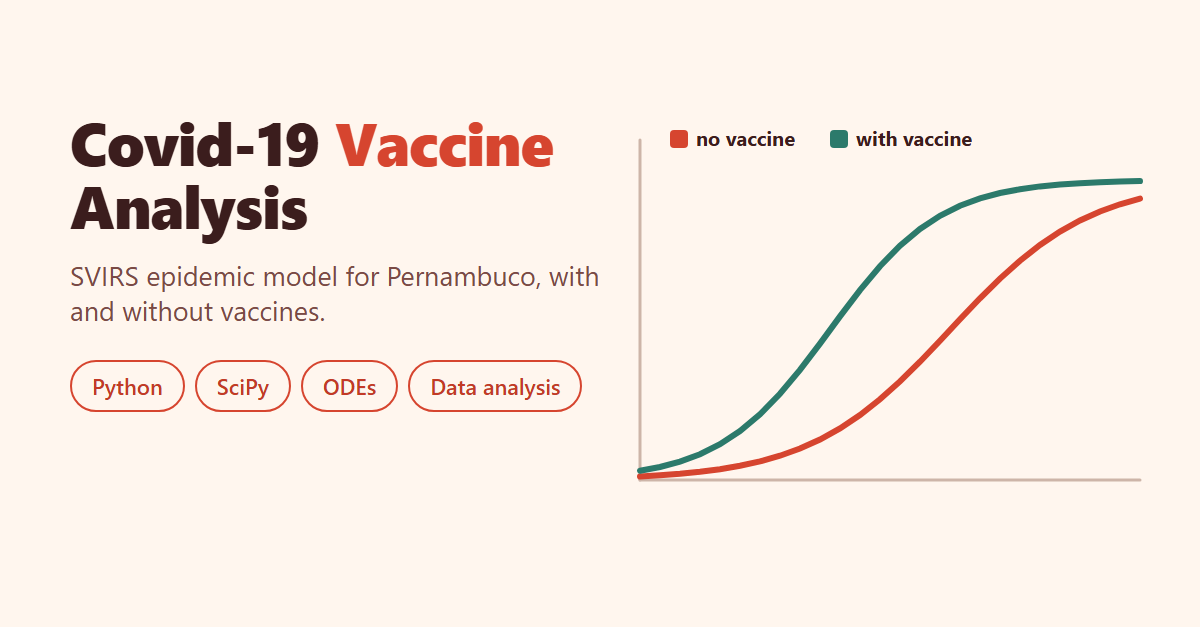 Covid-19 Vaccine
Analysis
SVIRS epidemic model for Pernambuco, with
and without vaccines.
Python
SciPy
ODEs
Data analysis
no vaccine
with vaccine